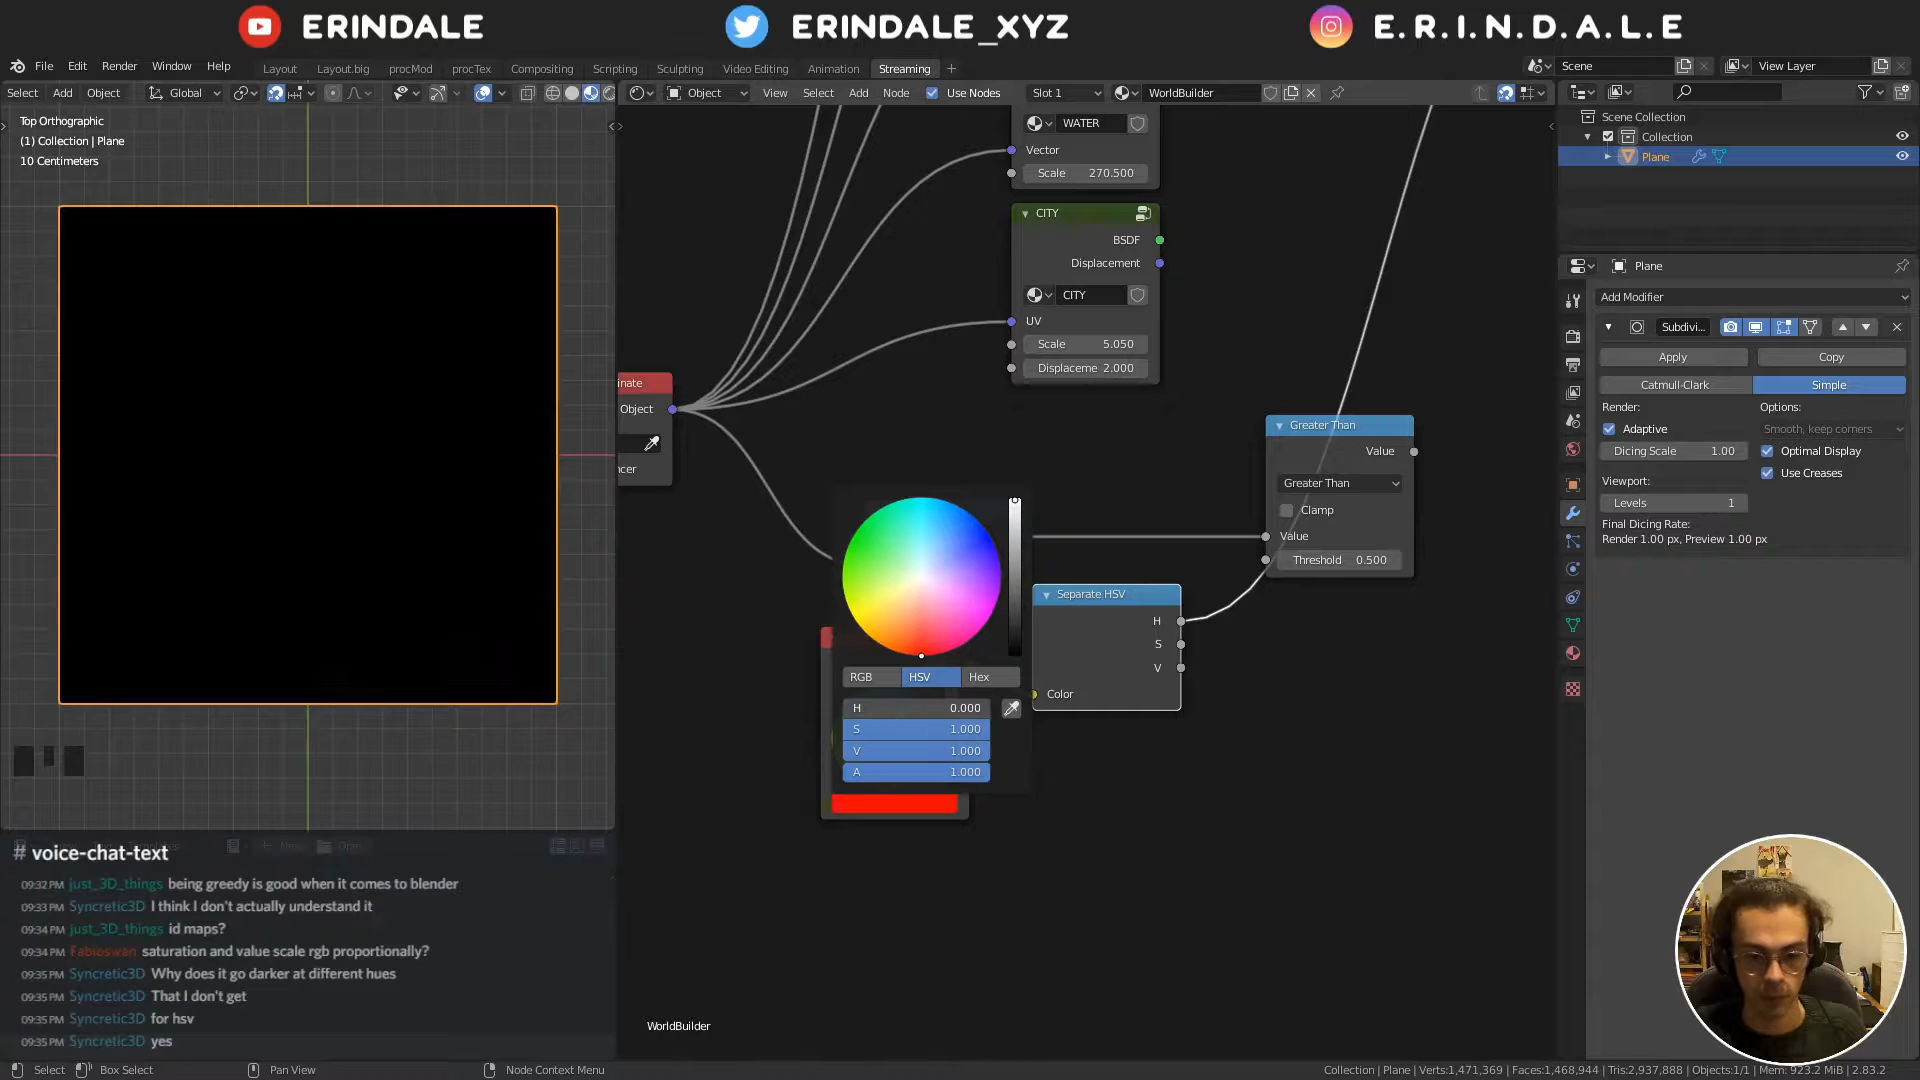 ERINDALE
ERINDALE_XYZ
E.R.I.N.D.A.L.E
File Edit Render Window Help
Layout Layout.big procMod procTex Compositing Scripting Sculpting Video Editing Animation Streaming +
Scene
View Layer
Select Add Object Global
Object View Select Add Node Use Nodes Slot 1 WorldBuilder
Top Orthographic
(1) Collection | Plane
10 Centimeters
Scene Collection
Collection
Plane
WATER
Vector
Scale 270.500
CITY
BSDF
Displacement
CITY
UV
Scale 5.050
Displaceme 2.000
inate
Object
ncer
Greater Than
Value
Greater Than
Clamp
Value
Threshold 0.500
Separate HSV
H
S
V
Color
RGB HSV Hex
H 0.000
S 1.000
V 1.000
A 1.000
Plane
Add Modifier
Subdivi...
Apply Copy
Catmull-Clark Simple
Render: Options:
Adaptive Smooth, keep corners
Dicing Scale 1.00 Optimal Display
Use Creases
Viewport:
Levels 1
Final Dicing Rate:
Render 1.00 px, Preview 1.00 px
# voice-chat-text
09:32 PM just_3D_things being greedy is good when it comes to blender
09:33 PM Syncretic3D I think I don't actually understand it
09:34 PM just_3D_things id maps?
09:34 PM Fabioswan saturation and value scale rgb proportionally?
09:35 PM Syncretic3D Why does it go darker at different hues
09:35 PM Syncretic3D That I don't get
09:35 PM Syncretic3D for hsv
09:35 PM Syncretic3D yes
WorldBuilder
Select Box Select Pan View Node Context Menu
Collection | Plane | Verts:1,471,369 | Faces:1,468,944 | Tris:2,937,888 | Objects:1/1 | Mem: 923.2 MiB | 2.83.2